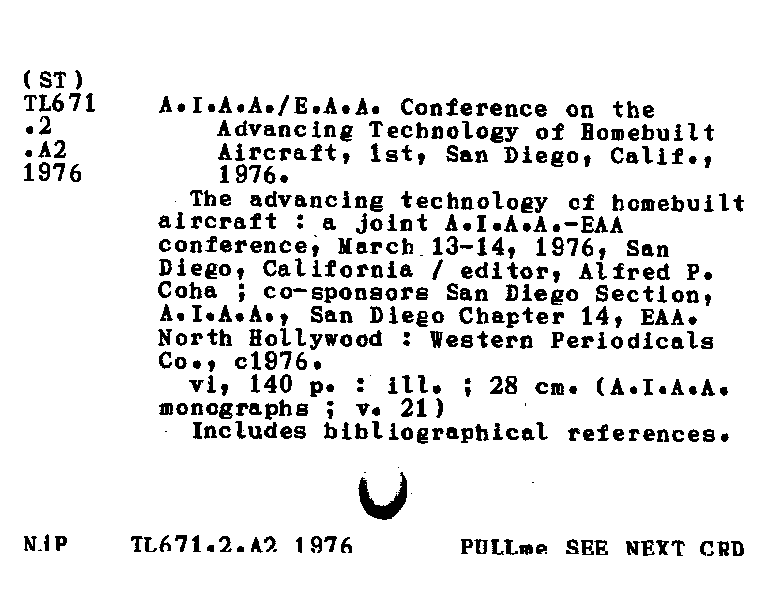 (ST)
TL671
.2
.A2
1976
A.I.A.A./E.A.A. Conference on the
Advancing Technology of Homebuilt
Aircraft, 1st, San Diego, Calif.,
1976.
The advancing technology of homebuilt
aircraft : a joint A.I.A.A.-EAA
conference, March 13-14, 1976, San
Diego, California / editor, Alfred P.
Coha ; co-sponsors San Diego Section,
A.I.A.A., San Diego Chapter 14, EAA.
North Hollywood : Western Periodicals
Co., c1976.
vi, 140 p. : ill. ; 28 cm. (A.I.A.A.
monographs ; v. 21)
Includes bibliographical references.
NiP TL671.2.A2 1976 PULLme SEE NEXT CRD